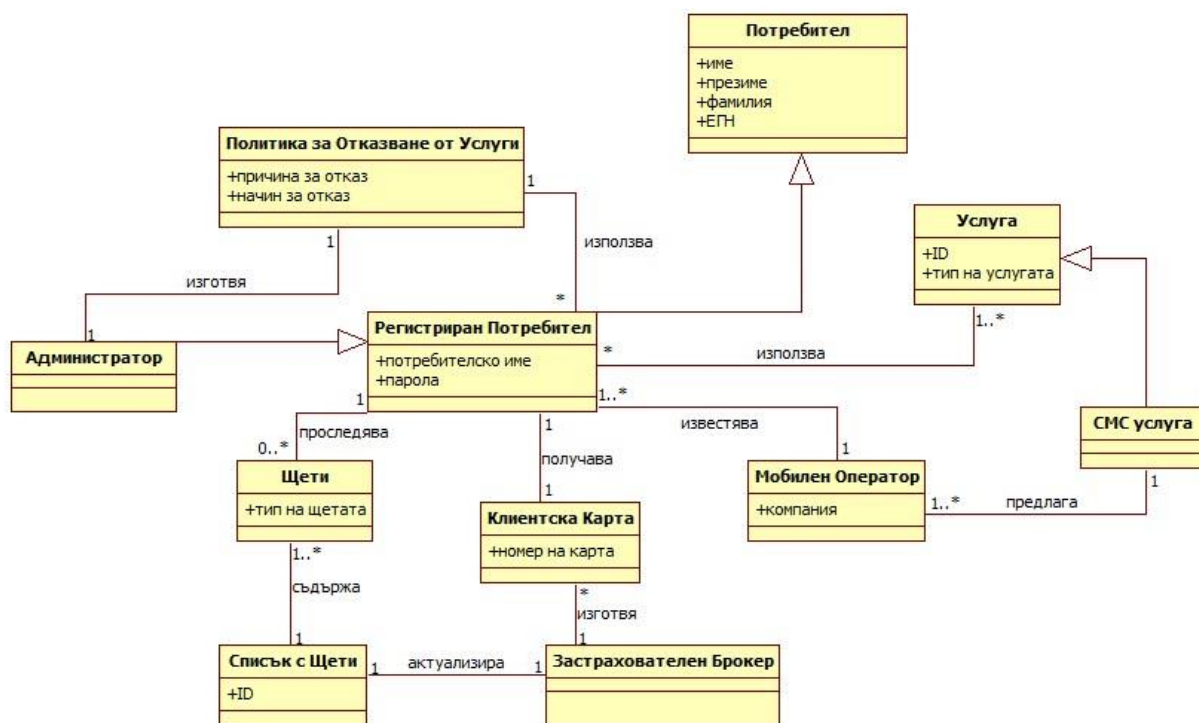 Потребител
+име
+презиме
+фамилия
+ЕГН
Политика за Отказване от Услуги
+причина за отказ
+начин за отказ
1
използва
*
1
изготвя
1
Услуга
+ID
+тип на услугата
1..*
използва
*
Администратор
Регистриран Потребител
+потребителско име
+парола
1
проследява
0..*
1
получава
1
1..*
известява
1
СМС услуга
1
предлага
1..*
Щети
+тип на щетата
1..*
съдържа
1
Клиентска Карта
+номер на карта
*
изготвя
1
Мобилен Оператор
+компания
Списък с Щети
+ID
1
актуализира
1
Застрахователен Брокер